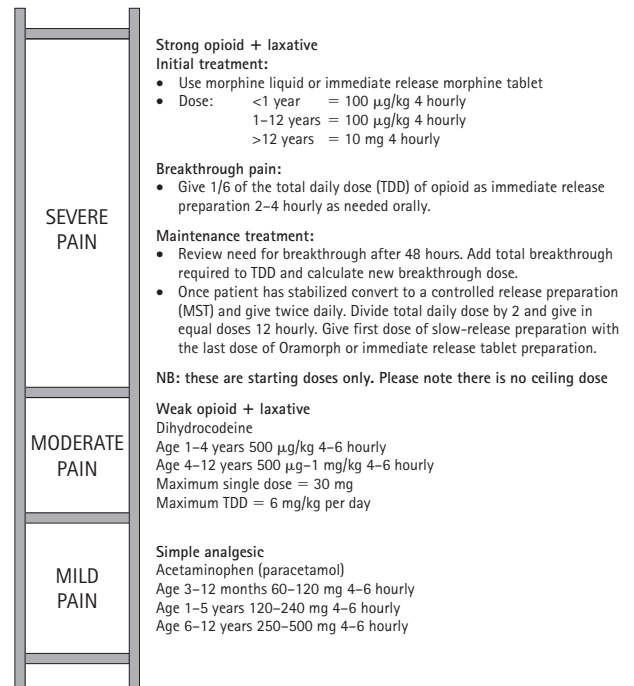 Strong opioid + laxative
Initial treatment:
• Use morphine liquid or immediate release morphine tablet
• Dose: <1 year = 100 μg/kg 4 hourly
1–12 years = 100 μg/kg 4 hourly
>12 years = 10 mg 4 hourly
Breakthrough pain:
• Give 1/6 of the total daily dose (TDD) of opioid as immediate release
preparation 2–4 hourly as needed orally.
SEVERE
PAIN
Maintenance treatment:
• Review need for breakthrough after 48 hours. Add total breakthrough
required to TDD and calculate new breakthrough dose.
• Once patient has stabilized convert to a controlled release preparation
(MST) and give twice daily. Divide total daily dose by 2 and give in
equal doses 12 hourly. Give first dose of slow-release preparation with
the last dose of Oramorph or immediate release tablet preparation.
NB: these are starting doses only. Please note there is no ceiling dose
MODERATE
PAIN
Weak opioid + laxative
Dihydrocodeine
Age 1–4 years 500 μg/kg 4–6 hourly
Age 4–12 years 500 μg–1 mg/kg 4–6 hourly
Maximum single dose = 30 mg
Maximum TDD = 6 mg/kg per day
MILD
PAIN
Simple analgesic
Acetaminophen (paracetamol)
Age 3–12 months 60–120 mg 4–6 hourly
Age 1–5 years 120–240 mg 4–6 hourly
Age 6–12 years 250–500 mg 4–6 hourly